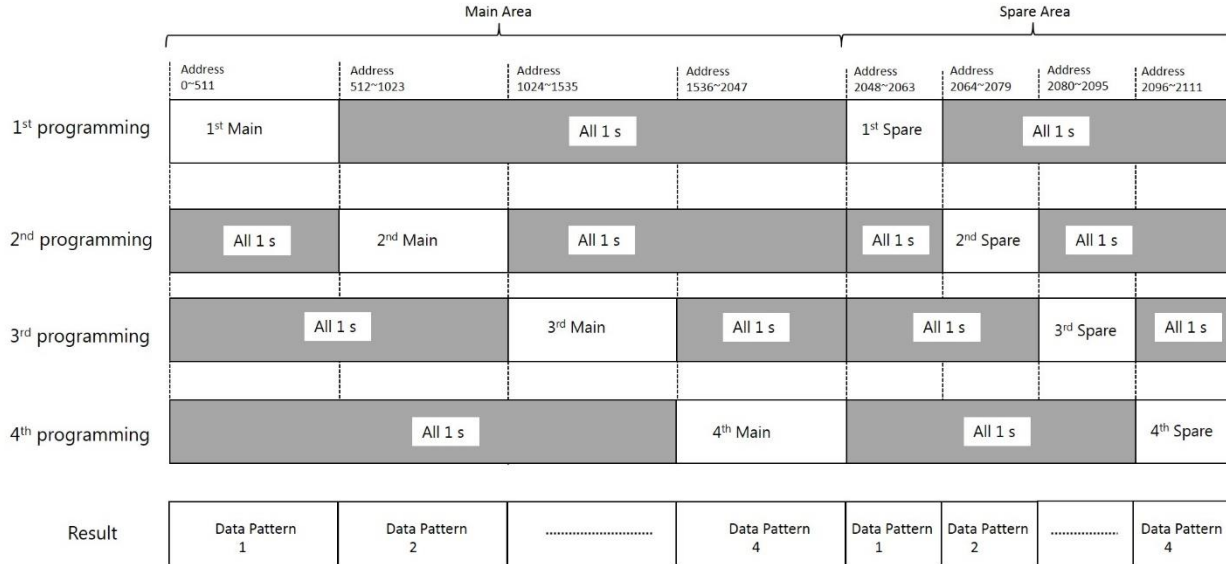 Main Area
Spare Area
Address
0~511
Address
512~1023
Address
1024~1535
Address
1536~2047
Address
2048~2063
Address
2064~2079
Address
2080~2095
Address
2096~2111
1st programming
1st Main
All 1 s
1st Spare
All 1 s
2nd programming
All 1 s
2nd Main
All 1 s
All 1 s
2nd Spare
All 1 s
3rd programming
All 1 s
3rd Main
All 1 s
All 1 s
3rd Spare
All 1 s
4th programming
All 1 s
4th Main
All 1 s
4th Spare
Result
Data Pattern
1
Data Pattern
2
........................
Data Pattern
4
Data Pattern
1
Data Pattern
2
...............
Data Pattern
4